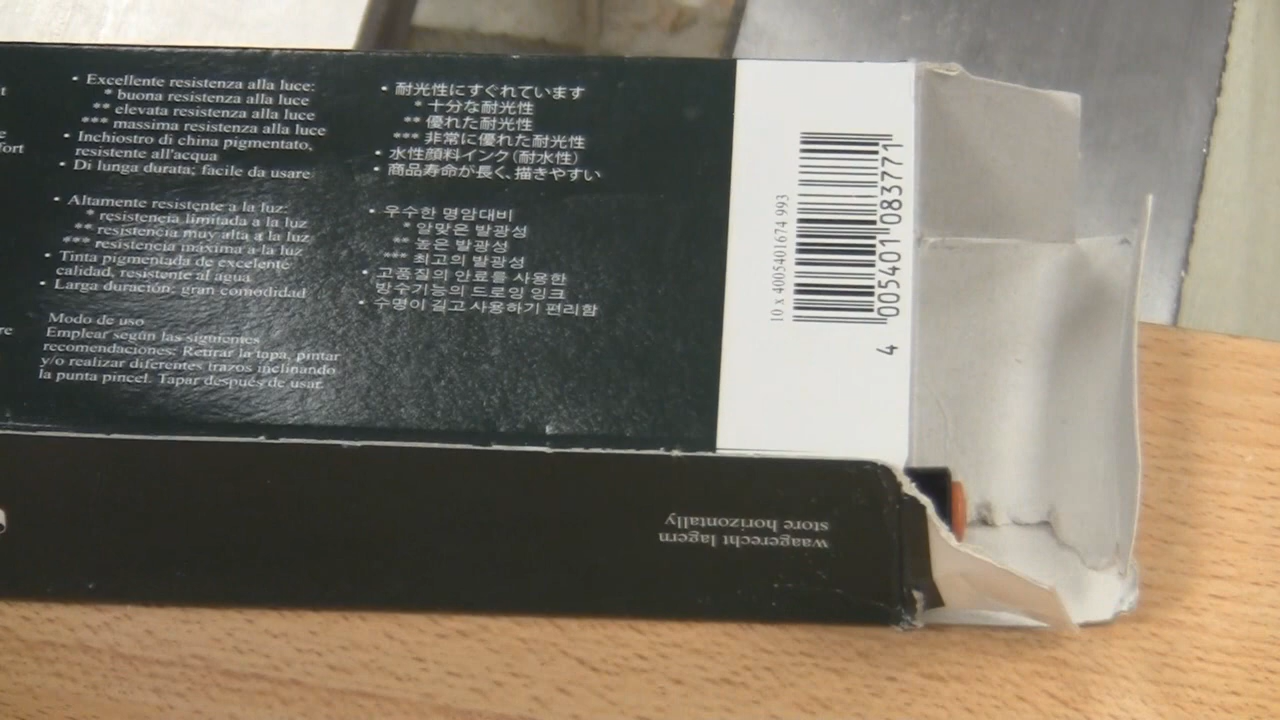 t
e
fort
re
• Excellente resistenza alla luce:
* buona resistenza alla luce
** elevata resistenza alla luce
*** massima resistenza alla luce
• Inchiostro di china pigmentato,
resistente all'acqua
• Di lunga durata; facile da usare
• Altamente resistente a la luz:
* resistencia limitada a la luz
** resistencia muy alta a la luz
*** resistencia máxima a la luz
• Tinta pigmentada de excelente
calidad, resistente al agua
• Larga duración; gran comodidad
Modo de uso
Emplear según las siguientes
recomendaciones: Retirar la tapa, pintar
y/o realizar diferentes trazos inclinando
la punta pincel. Tapar después de usar.
• 耐光性にすぐれています
* 十分な耐光性
** 優れた耐光性
*** 非常に優れた耐光性
• 水性顔料インク（耐水性）
• 商品寿命が長く、描きやすい
• 우수한 명암대비
* 알맞은 발광성
** 높은 발광성
*** 최고의 발광성
• 고품질의 안료를 사용한
방수기능의 드로잉 잉크
• 수명이 길고 사용하기 편리함
10 x 4005401674 993
4 005401 083771
waagerecht lagern
store horizontally